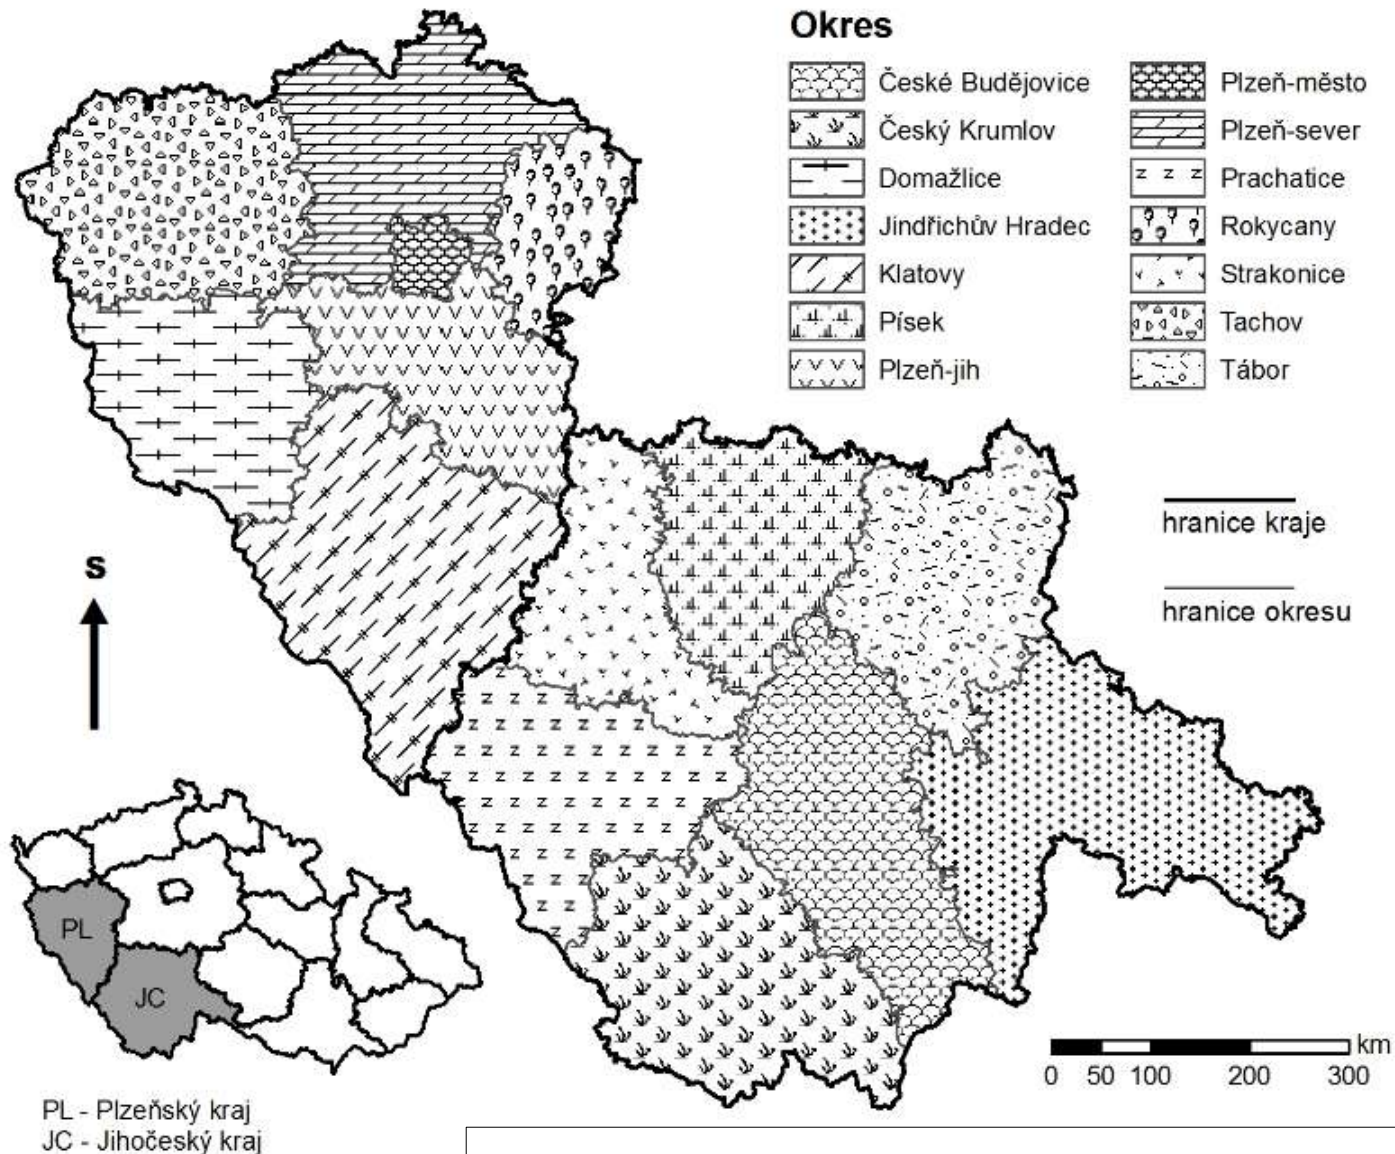 Okres
České Budějovice
Český Krumlov
Domažlice
Jindřichův Hradec
Klatovy
Písek
Plzeň-jih
Plzeň-město
Plzeň-sever
Prachatice
Rokycany
Strakonice
Tachov
Tábor
hranice kraje
hranice okresu
S
PL
JC
km
0 50 100 200 300
PL - Plzeňský kraj
JC - Jihočeský kraj